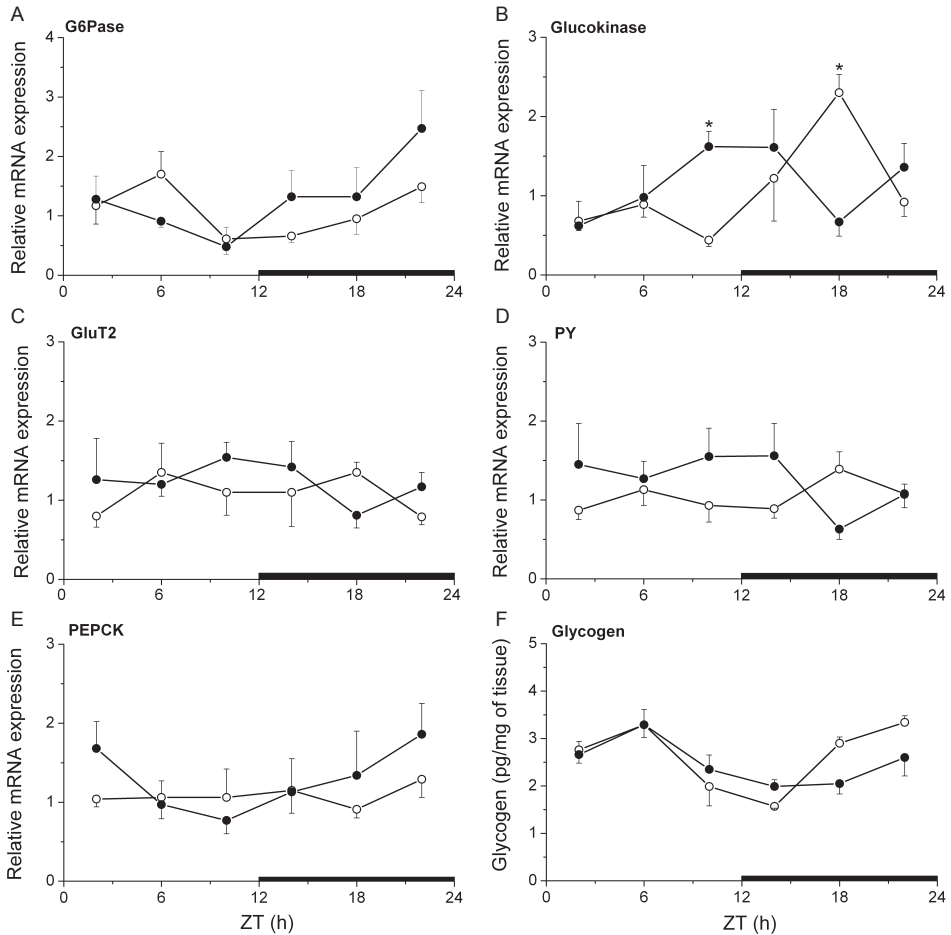 A
G6Pase
Relative mRNA expression
4
3
2
1
0
0 6 12 18 24
B
Glucokinase
Relative mRNA expression
3
2
1
0
* *
0 6 12 18 24
C
GluT2
Relative mRNA expression
3
2
1
0
0 6 12 18 24
D
PY
Relative mRNA expression
3
2
1
0
0 6 12 18 24
E
PEPCK
Relative mRNA expression
3
2
1
0
0 6 12 18 24
ZT (h)
F
Glycogen
Glycogen (pg/mg of tissue)
5
4
3
2
1
0
0 6 12 18 24
ZT (h)